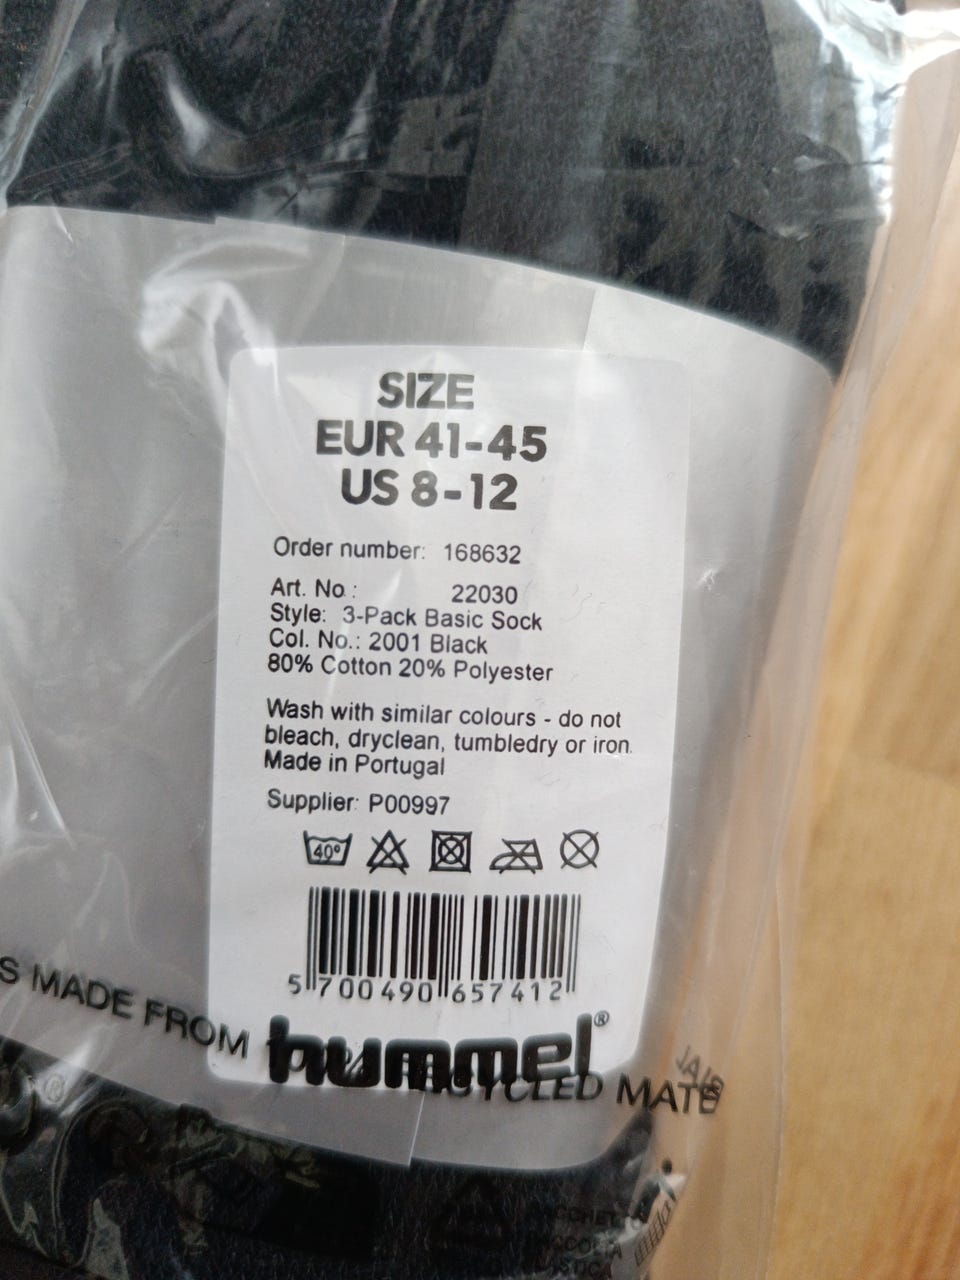 SIZE
EUR 41-45
US 8-12
Order number: 168632
Art. No.: 22030
Style: 3-Pack Basic Sock
Col. No.: 2001 Black
80% Cotton 20% Polyester
Wash with similar colours - do not
bleach, dryclean, tumbledry or iron.
Made in Portugal
Supplier: P00997
40°
5 700490 657412
hummel®
S MADE FROM RECYCLED MATE